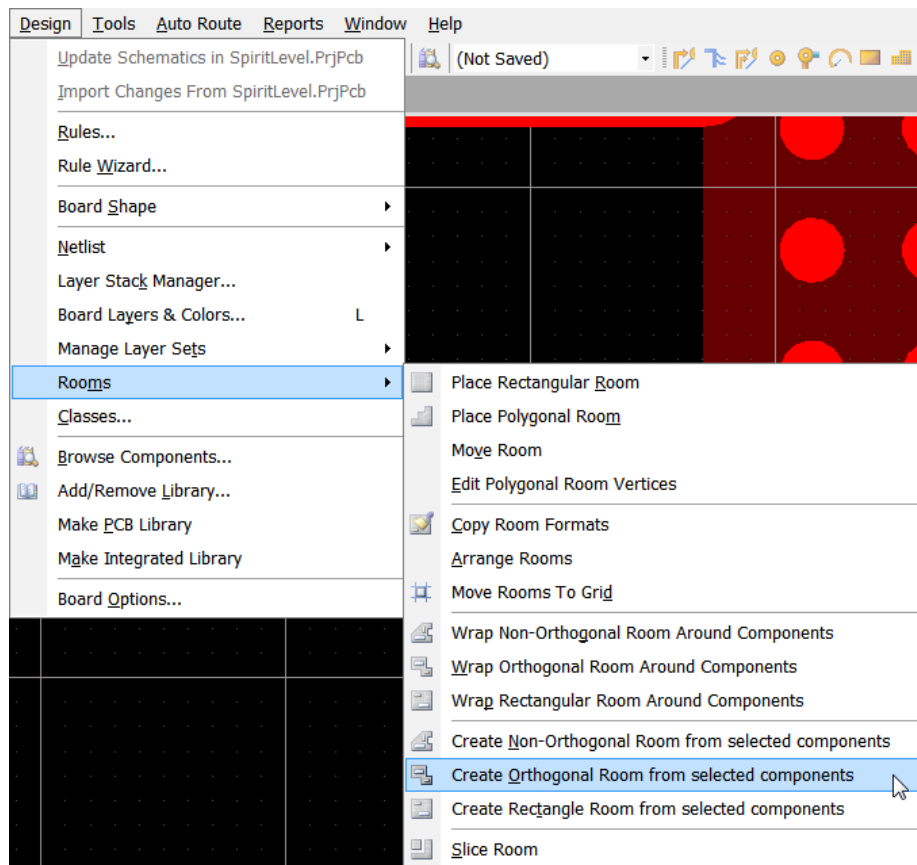 Design Tools Auto Route Reports Window Help
Update Schematics in SpiritLevel.PrjPcb
(Not Saved)
Import Changes From SpiritLevel.PrjPcb
Rules...
Rule Wizard...
Board Shape
Netlist
Layer Stack Manager...
Board Layers & Colors... L
Manage Layer Sets
Rooms
Classes...
Browse Components...
Add/Remove Library...
Make PCB Library
Make Integrated Library
Board Options...
Place Rectangular Room
Place Polygonal Room
Move Room
Edit Polygonal Room Vertices
Copy Room Formats
Arrange Rooms
Move Rooms To Grid
Wrap Non-Orthogonal Room Around Components
Wrap Orthogonal Room Around Components
Wrap Rectangular Room Around Components
Create Non-Orthogonal Room from selected components
Create Orthogonal Room from selected components
Create Rectangle Room from selected components
Slice Room